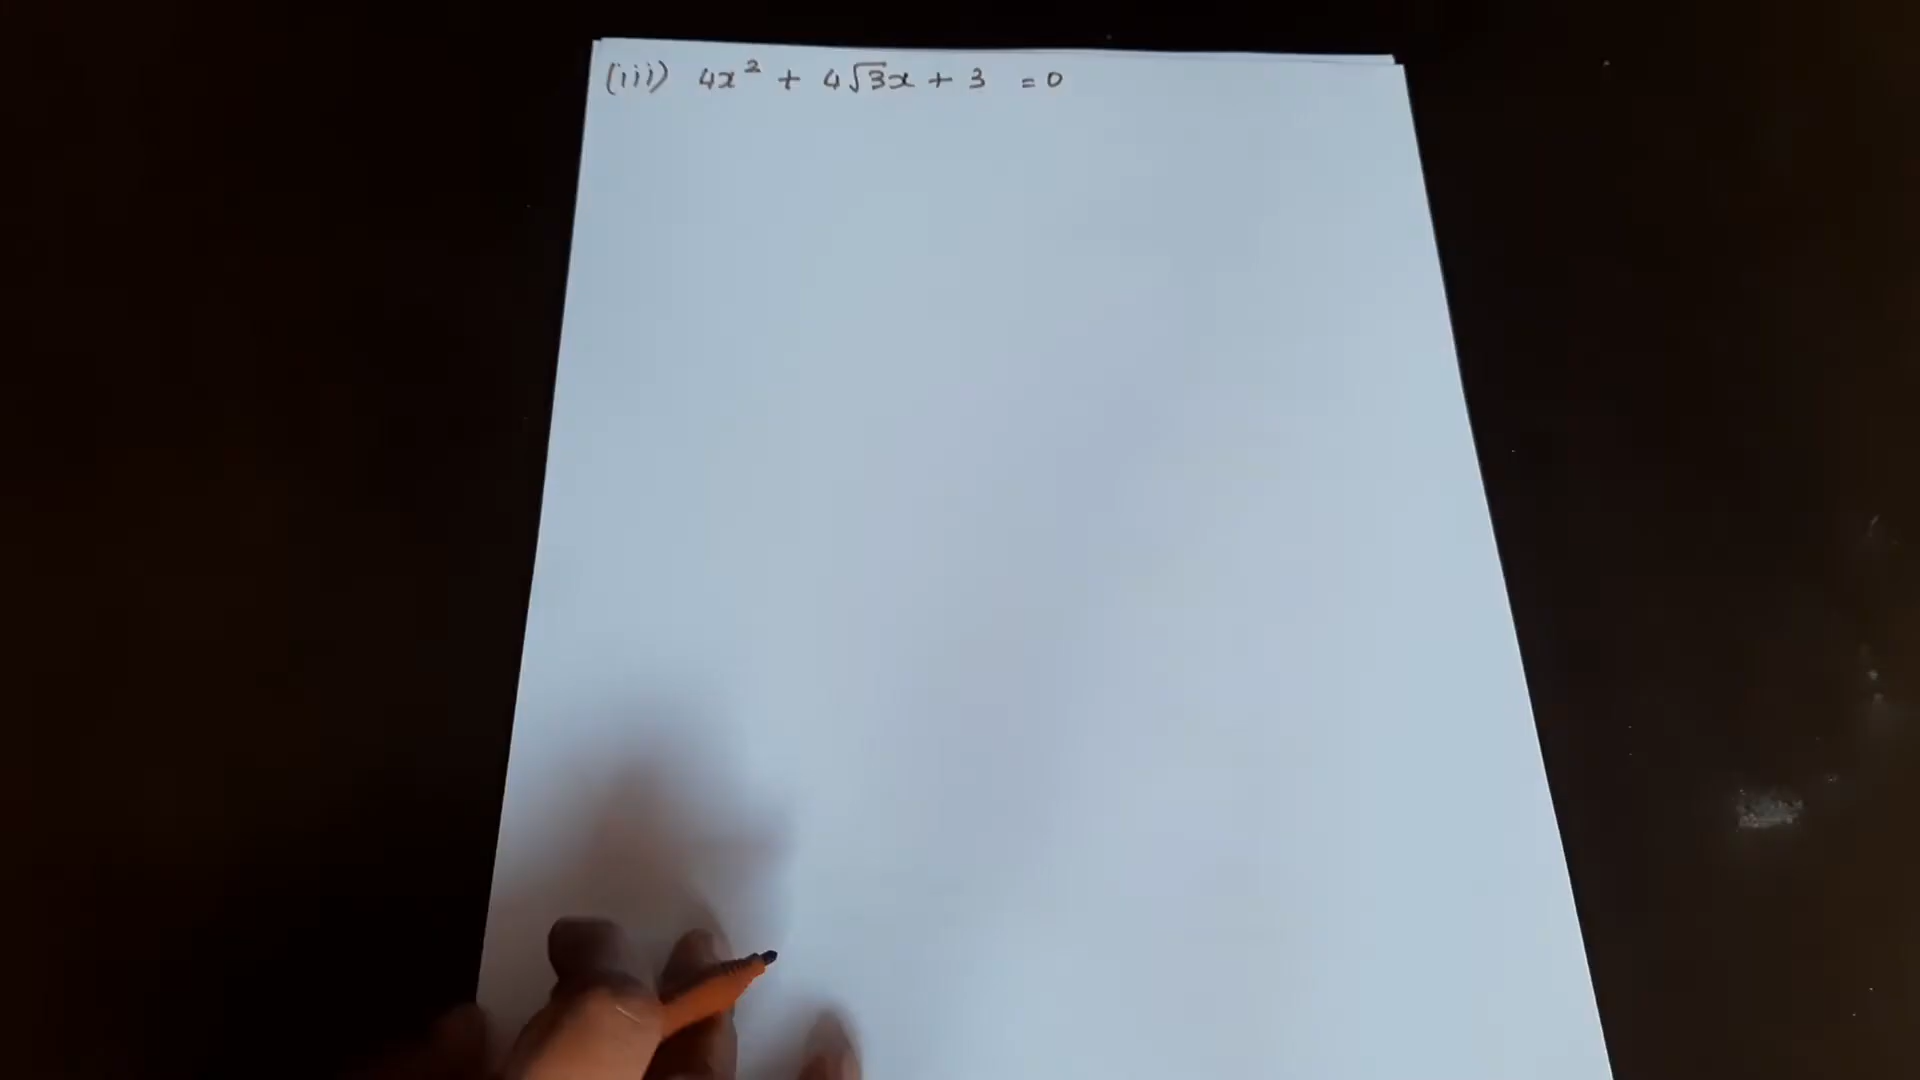 (iii) 4x² + 4√3x + 3 = 0